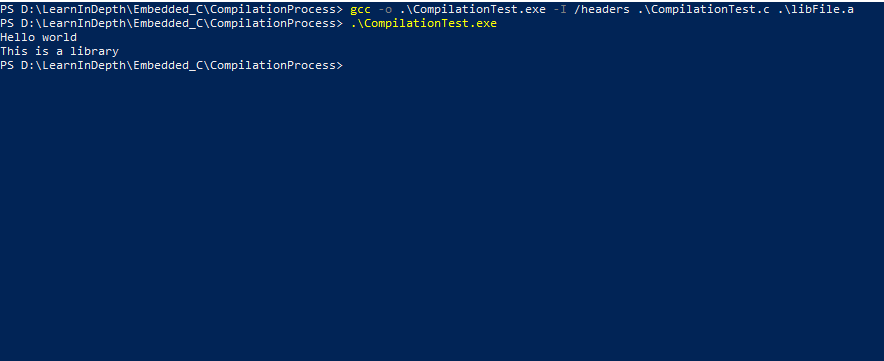 PS D:\LearnInDepth\Embedded_C\CompilationProcess> gcc -o .\CompilationTest.exe -I /headers .\CompilationTest.c .\libFile.a
PS D:\LearnInDepth\Embedded_C\CompilationProcess> .\CompilationTest.exe
Hello world
This is a library
PS D:\LearnInDepth\Embedded_C\CompilationProcess>